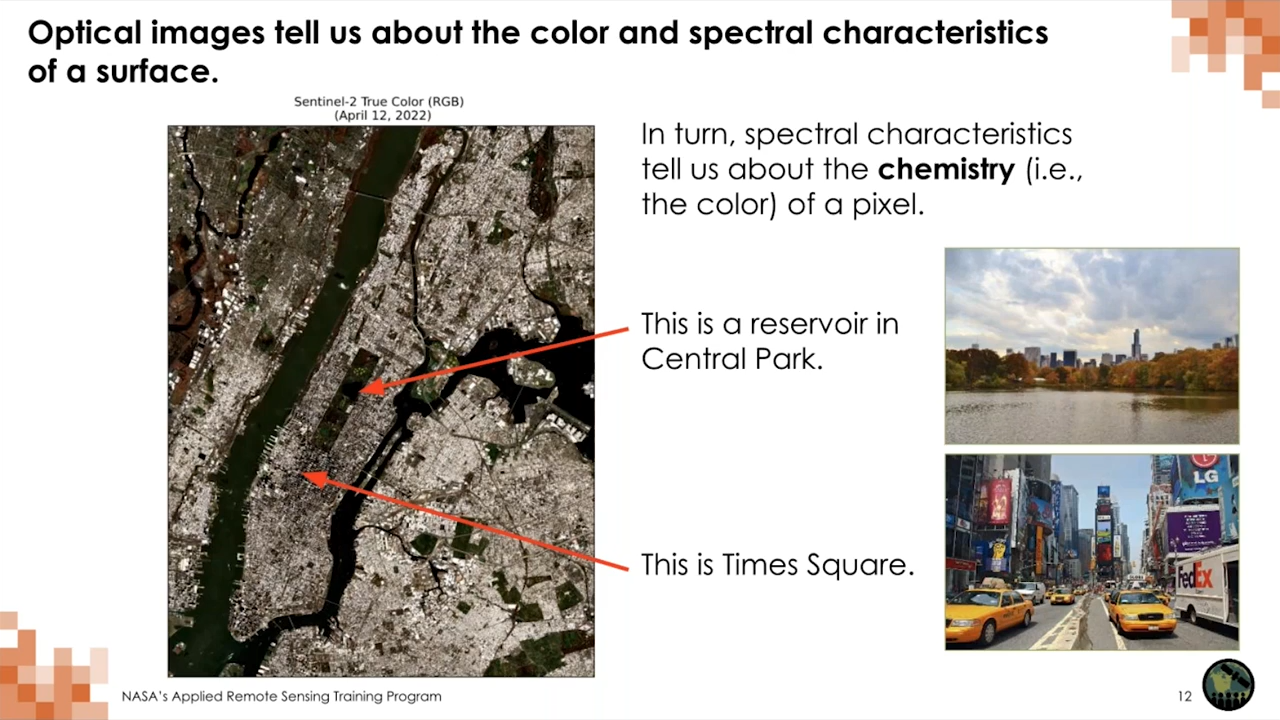 Optical images tell us about the color and spectral characteristics
of a surface.
Sentinel-2 True Color (RGB)
(April 12, 2022)
In turn, spectral characteristics
tell us about the chemistry (i.e.,
the color) of a pixel.
This is a reservoir in
Central Park.
LG
FedEx
This is Times Square.
NASA's Applied Remote Sensing Training Program
12